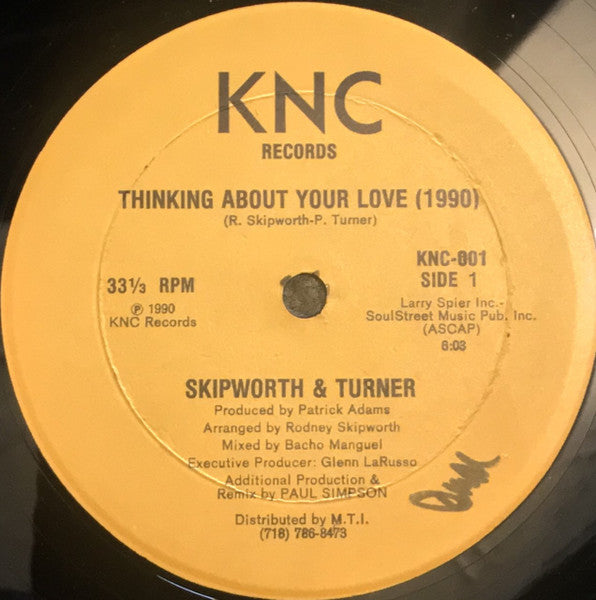 KNC
RECORDS
THINKING ABOUT YOUR LOVE (1990)
(R. Skipworth-P. Turner)
33⅓ RPM
℗ 1990
KNC Records
KNC-001
SIDE 1
Larry Spier Inc.-
SoulStreet Music Pub. Inc.
(ASCAP)
6:03
SKIPWORTH & TURNER
Produced by Patrick Adams
Arranged by Rodney Skipworth
Mixed by Bacho Manguel
Executive Producer: Glenn LaRusso
Additional Production &
Remix by PAUL SIMPSON
Distributed by M.T.I.
(718) 786-8473